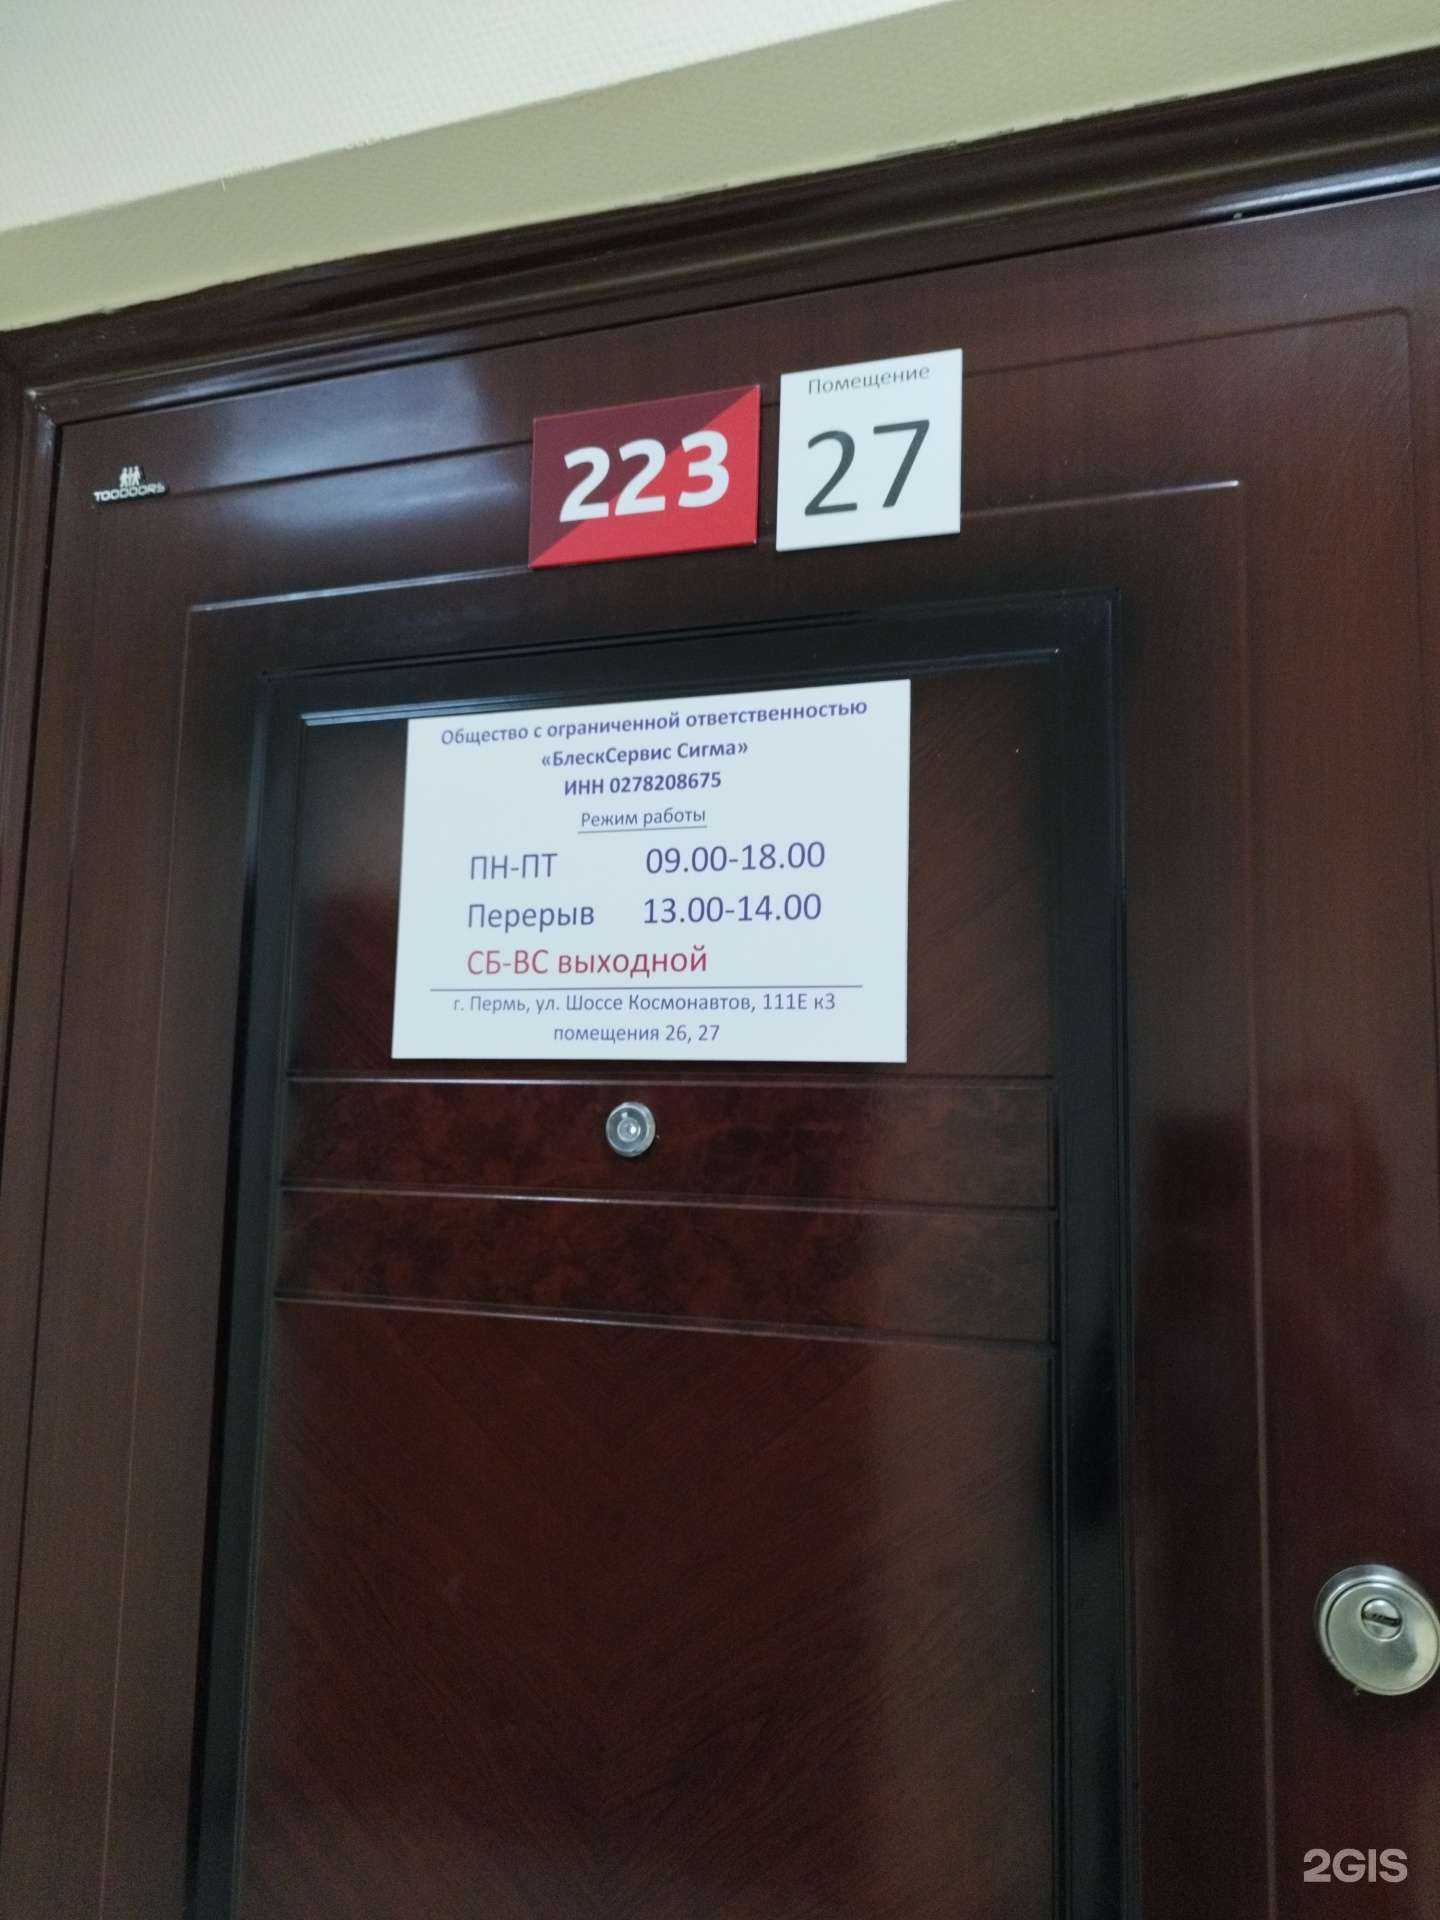 Помещение
223
27
TOODOORS
Общество с ограниченной ответственностью
«БлескСервис Сигма»
ИНН 0278208675
Режим работы
ПН-ПТ 09.00-18.00
Перерыв 13.00-14.00
СБ-ВС выходной
г. Пермь, ул. Шоссе Космонавтов, 111Е к3
помещения 26, 27
2GIS